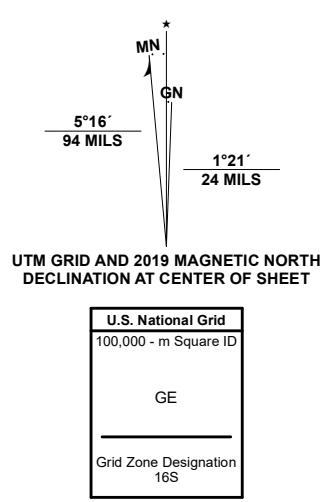 MN
GN
5°16´
94 MILS
1°21´
24 MILS
UTM GRID AND 2019 MAGNETIC NORTH
DECLINATION AT CENTER OF SHEET
U.S. National Grid
100,000 - m Square ID
GE
Grid Zone Designation
16S